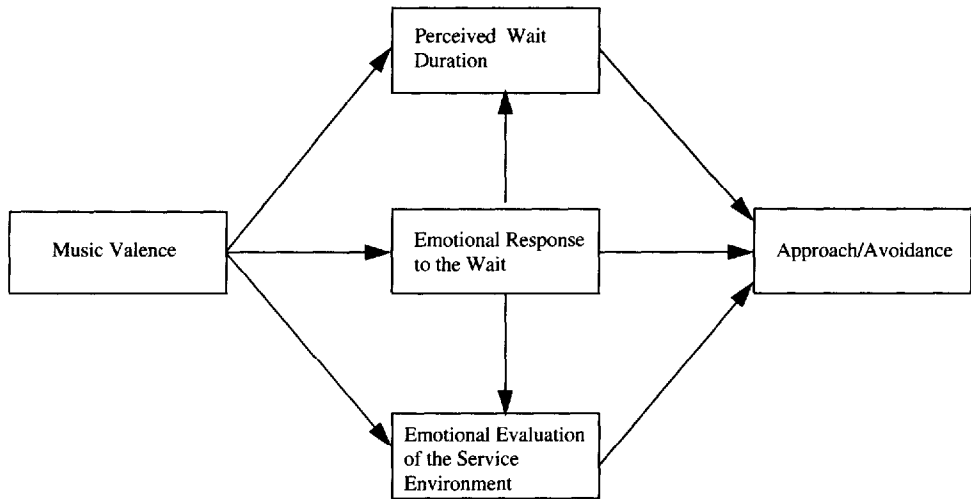 Perceived Wait
Duration
Music Valence
Emotional Response
to the Wait
Approach/Avoidance
Emotional Evaluation
of the Service
Environment